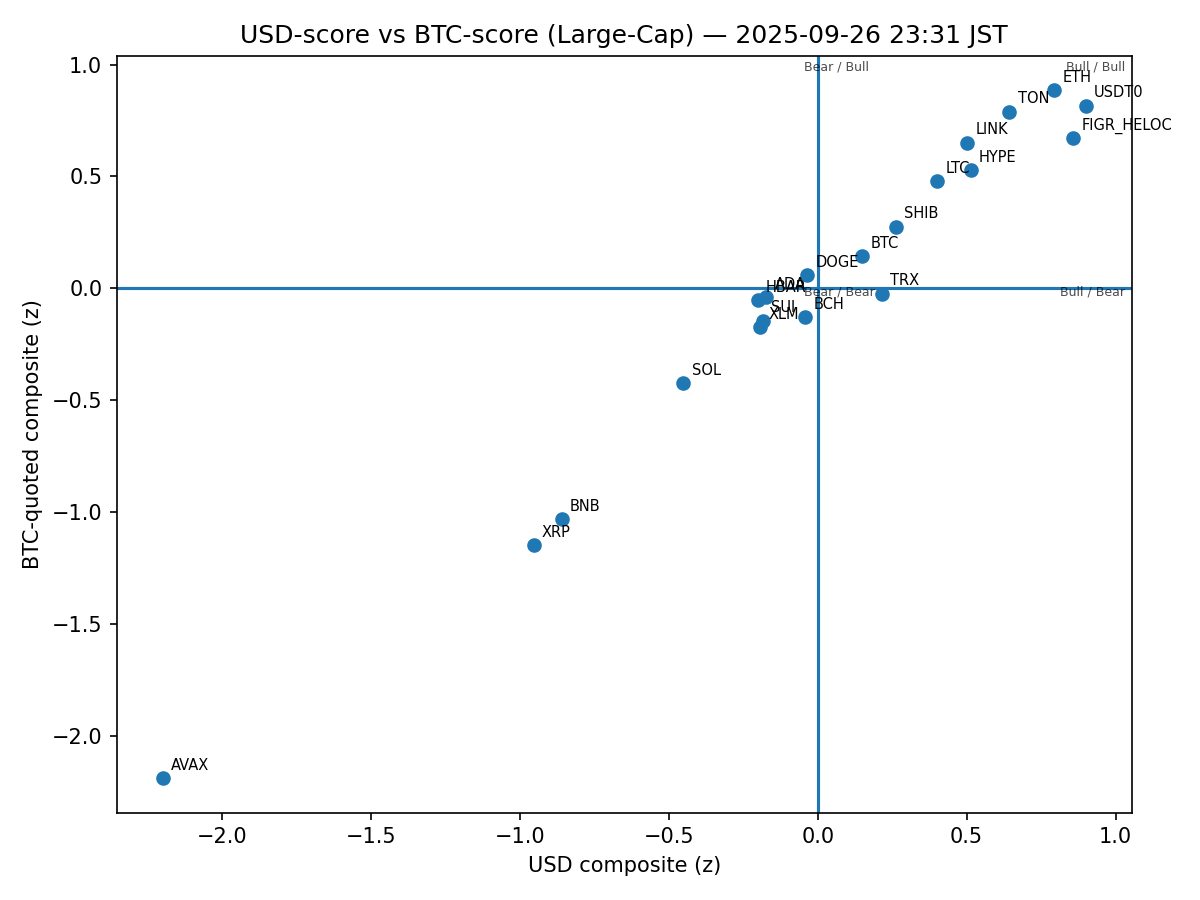 USD-score vs BTC-score (Large-Cap) — 2025-09-26 23:31 JST
1.0
0.5
0.0
−0.5
−1.0
−1.5
−2.0
BTC-quoted composite (z)
Bear / Bull
Bull / Bull
ETH
USDT0
TON
FIGR_HELOC
LINK
HYPE
LTC
SHIB
BTC
DOGE
TRX
ADA
HBAR
Bear / Bear
Bull / Bear
BCH
SUI
XLM
SOL
BNB
XRP
AVAX
−2.0
−1.5
−1.0
−0.5
0.0
0.5
1.0
USD composite (z)